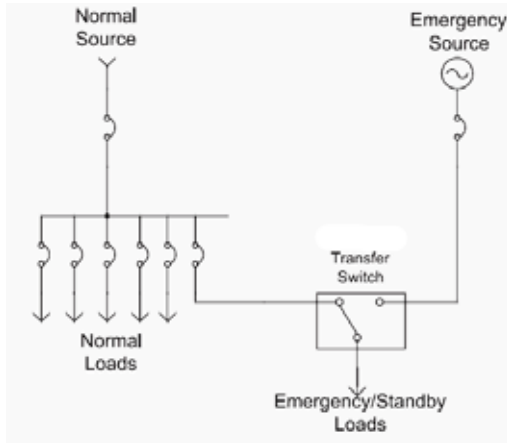 Normal
Source
Emergency
Source
Transfer
Switch
Normal
Loads
Emergency/Standby
Loads